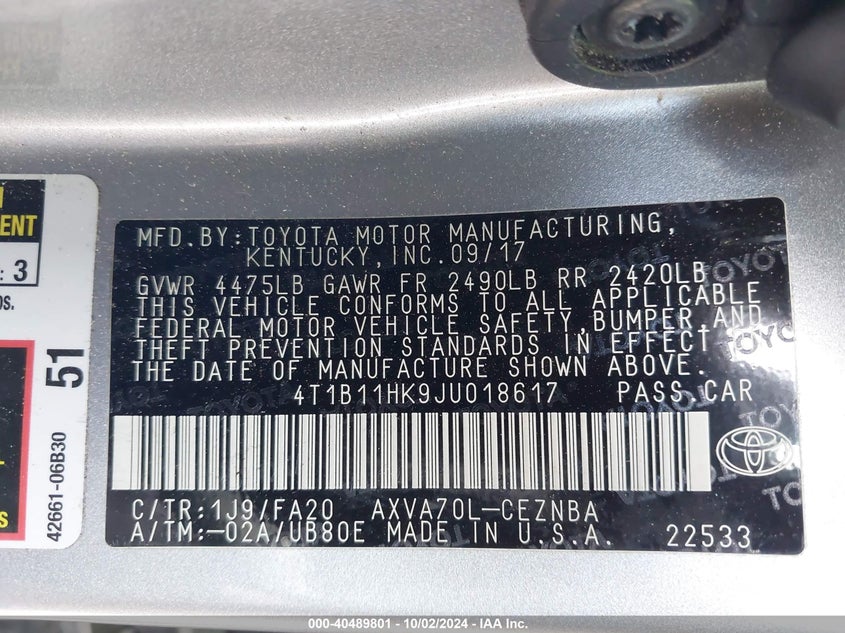 MFD.BY:TOYOTA MOTOR MANUFACTURING,
KENTUCKY,INC.09/17
GVWR 4475LB GAWR FR 2490LB RR 2420LB
THIS VEHICLE CONFORMS TO ALL APPLICABLE
FEDERAL MOTOR VEHICLE SAFETY,BUMPER,AND
THEFT PREVENTION STANDARDS IN EFFECT ON
THE DATE OF MANUFACTURE SHOWN ABOVE.
4T1B11HK9JU018617 PASS.CAR
C/TR:1J9/FA20 AXVA70L-CEZNBA
A/TM:-02A/UB80E MADE IN U.S.A. 22533
TOYOTA
: 3
51
42661-06B30
000-40489801 - 10/02/2024 - IAA Inc.